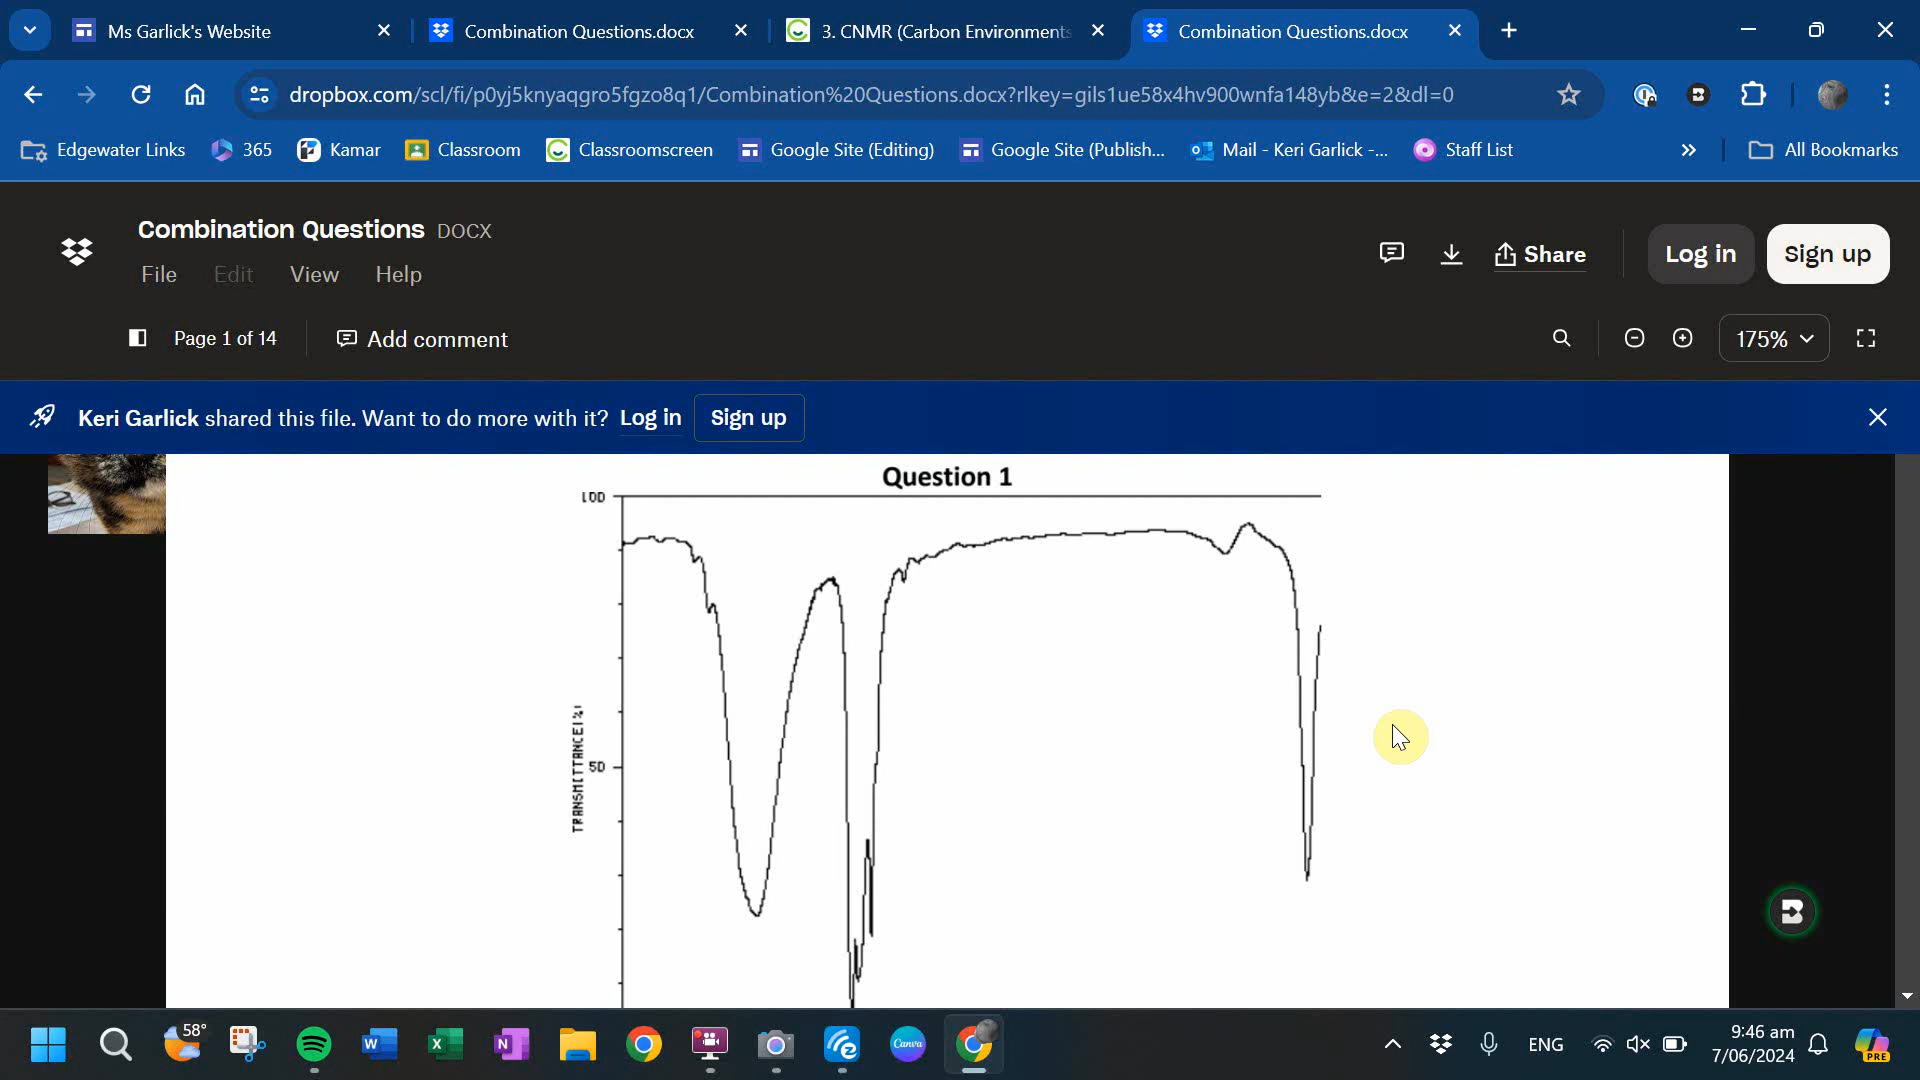 Ms Garlick's Website
Combination Questions.docx
3. CNMR (Carbon Environments
Combination Questions.docx
dropbox.com/scl/fi/p0yj5knyaqgro5fgzo8q1/Combination%20Questions.docx?rlkey=gils1ue58x4hv900wnfa148yb&e=2&dl=0
Edgewater Links
365
Kamar
Classroom
Classroomscreen
Google Site (Editing)
Google Site (Publish...
Mail - Keri Garlick -...
Staff List
All Bookmarks
Combination Questions DOCX
File Edit View Help
Share
Log in
Sign up
Page 1 of 14
Add comment
175%
Keri Garlick shared this file. Want to do more with it? Log in Sign up
Question 1
100
TRANSMITTANCE(%)
50
58°
Canva
PRE
ENG
9:46 am
7/06/2024